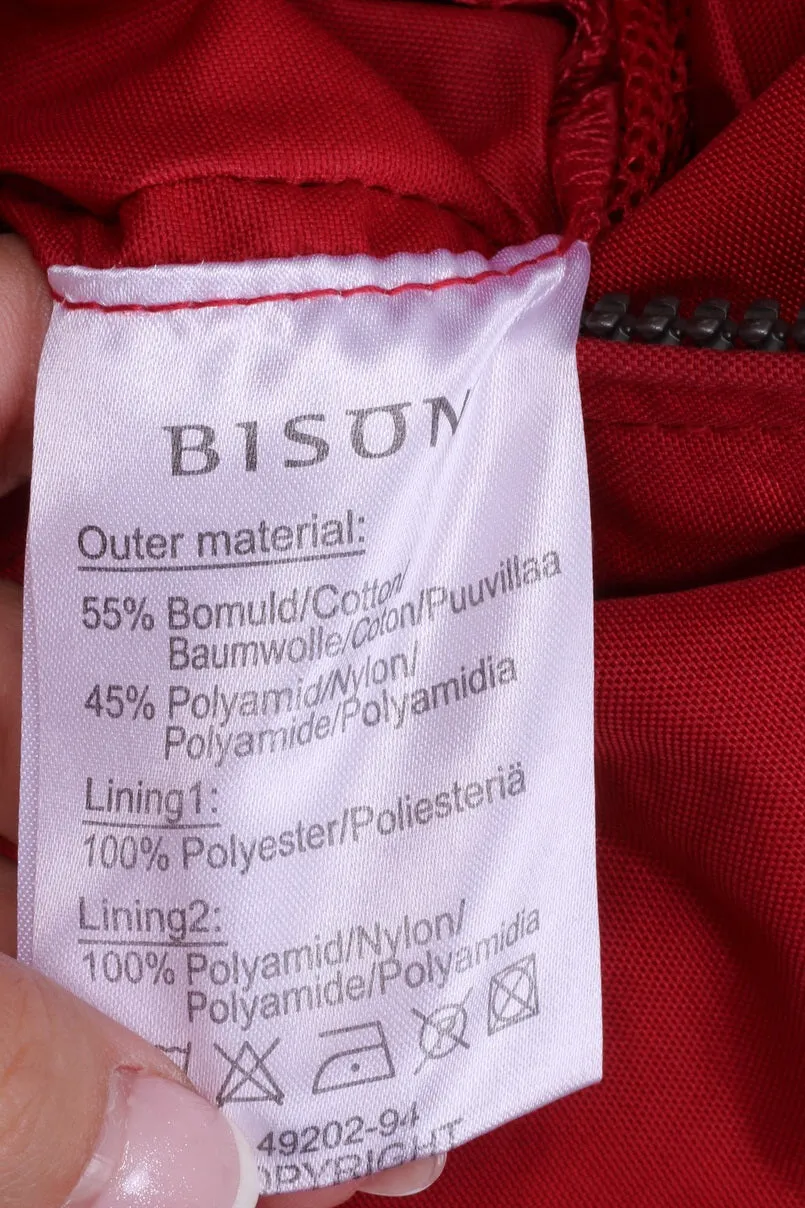 BISON
Outer material:
55% Bomuld/Cotton/
Baumwolle/Coton/Puuvillaa
45% Polyamid/Nylon/
Polyamide/Polyamidia
Lining1:
100% Polyester/Poliesteriä
Lining2:
100% Polyamid/Nylon/
Polyamide/Polyamidia
49202-94
OPYRIGHT